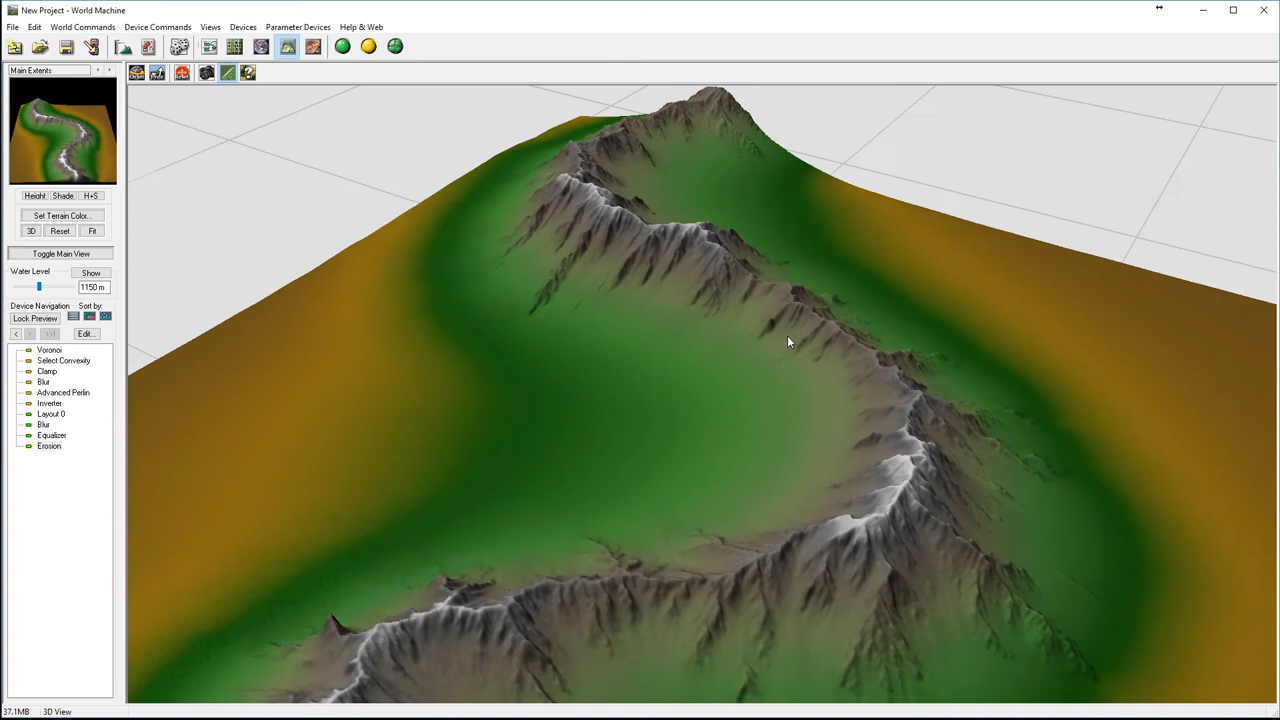 New Project - World Machine
File Edit World Commands Device Commands Views Devices Parameter Devices Help & Web
Main Extents
Height Shade H+S
Set Terrain Color...
3D Reset Fit
Toggle Main View
Water Level Show
1150 m
Device Navigation Sort by:
Lock Preview
< > >>| Edit...
Voronoi
Select Convexity
Clamp
Blur
Advanced Perlin
Inverter
Layout 0
Blur
Equalizer
Erosion
37.1MB 3D View